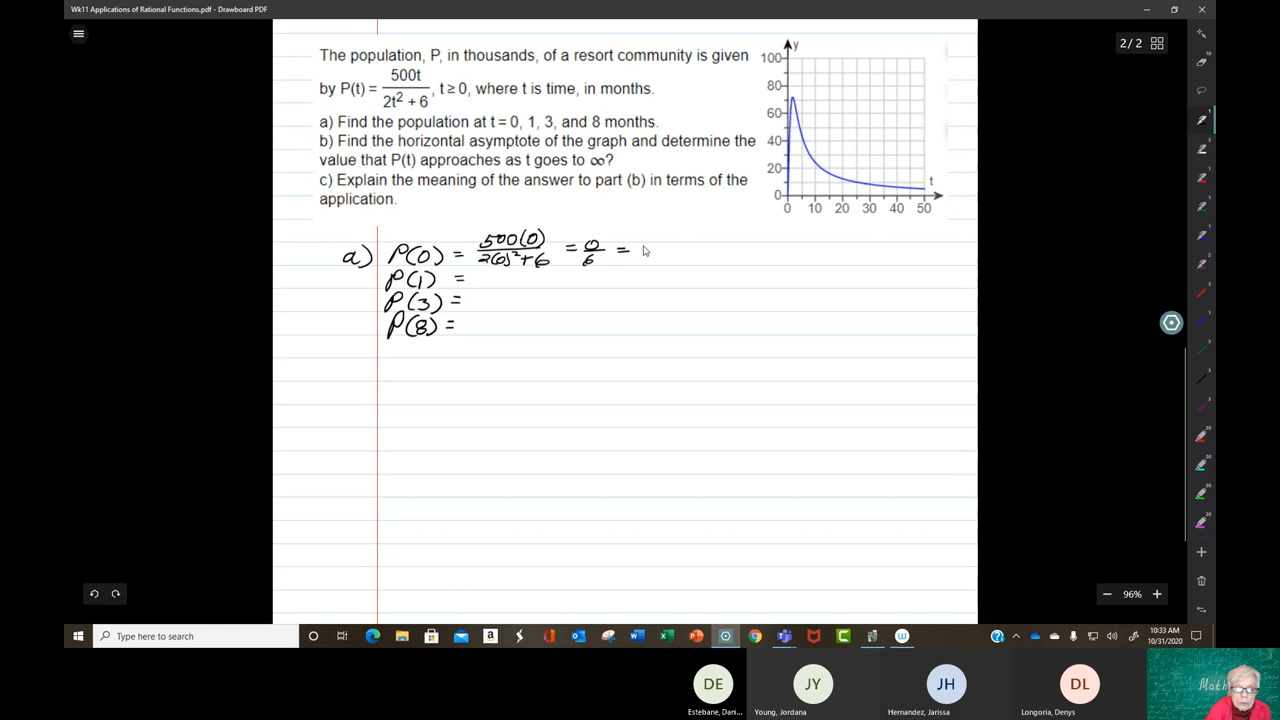 Wk11 Applications of Rational Functions.pdf - Drawboard PDF
2 / 2
The population, P, in thousands, of a resort community is given
by P(t) = 500t / 2t² + 6, t ≥ 0, where t is time, in months.
a) Find the population at t = 0, 1, 3, and 8 months.
b) Find the horizontal asymptote of the graph and determine the
value that P(t) approaches as t goes to ∞?
c) Explain the meaning of the answer to part (b) in terms of the
application.
y
100
80
60
40
20
0
t
0 10 20 30 40 50
a) P(0) = 500(0) / 2(0)² + 6 = 0/6 =
P(1) =
P(3) =
P(8) =
96%
Type here to search
10:33 AM
10/31/2020
DE JY JH DL
Estebane, Dani... Young, Jordana Hernandez, Jarissa Longoria, Denys
Math